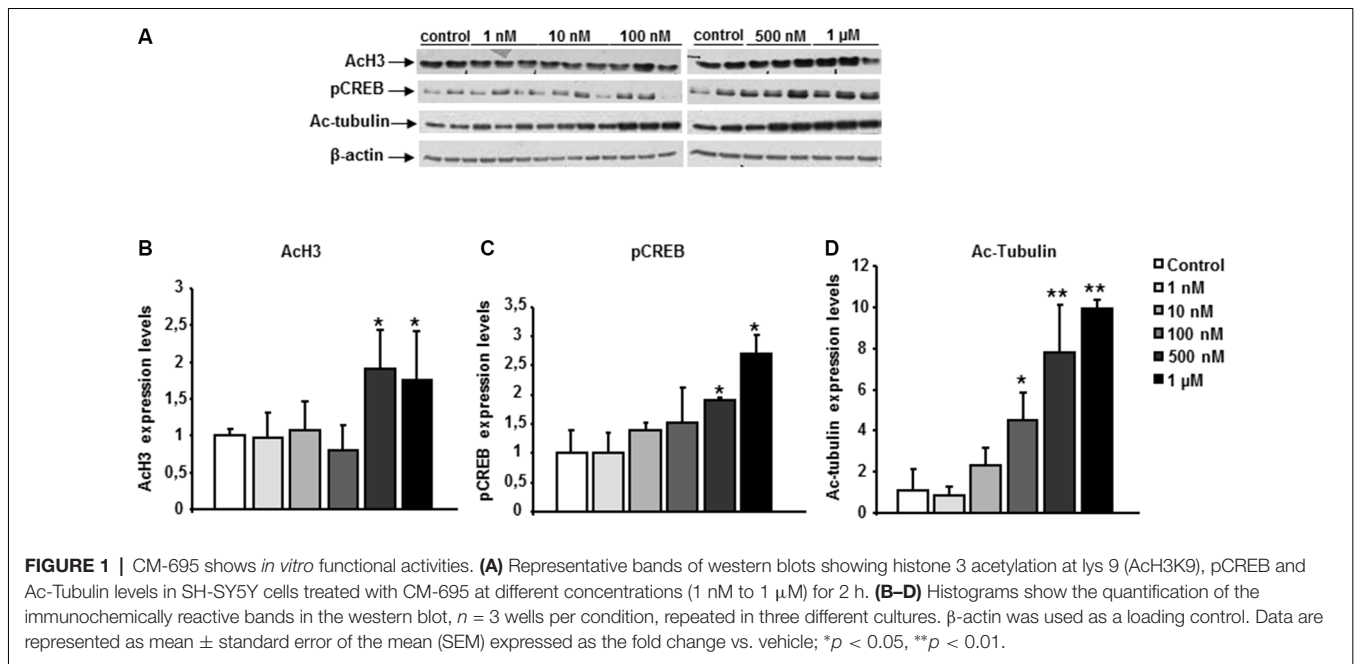 A
control 1 nM 10 nM 100 nM control 500 nM 1 µM
AcH3
pCREB
Ac-tubulin
β-actin
B AcH3
AcH3 expression levels
3
2,5
2
1,5
1
0,5
0
* *
C pCREB
pCREB expression levels
3,5
3
2,5
2
1,5
1
0,5
0
* *
D Ac-Tubulin
Ac-tubulin expression levels
12
10
8
6
4
2
0
* ** **
Control
1 nM
10 nM
100 nM
500 nM
1 µM
FIGURE 1 | CM-695 shows in vitro functional activities. (A) Representative bands of western blots showing histone 3 acetylation at lys 9 (AcH3K9), pCREB and
Ac-Tubulin levels in SH-SY5Y cells treated with CM-695 at different concentrations (1 nM to 1 µM) for 2 h. (B–D) Histograms show the quantification of the
immunochemically reactive bands in the western blot, n = 3 wells per condition, repeated in three different cultures. β-actin was used as a loading control. Data are
represented as mean ± standard error of the mean (SEM) expressed as the fold change vs. vehicle; *p < 0.05, **p < 0.01.